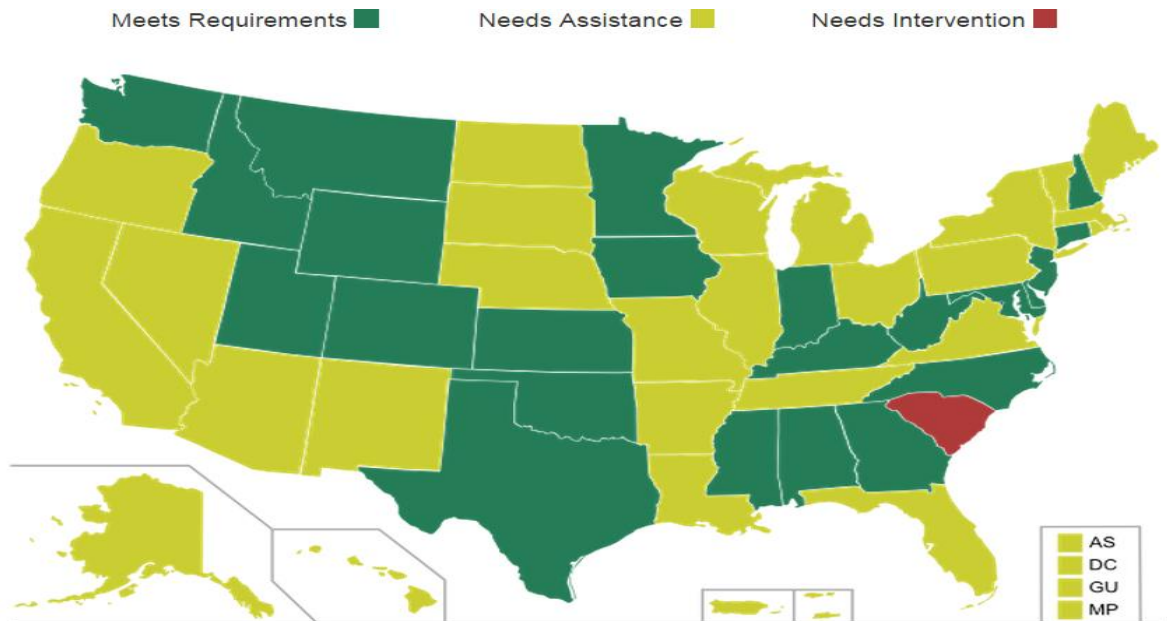 Meets Requirements Needs Assistance Needs Intervention
AS
DC
GU
MP